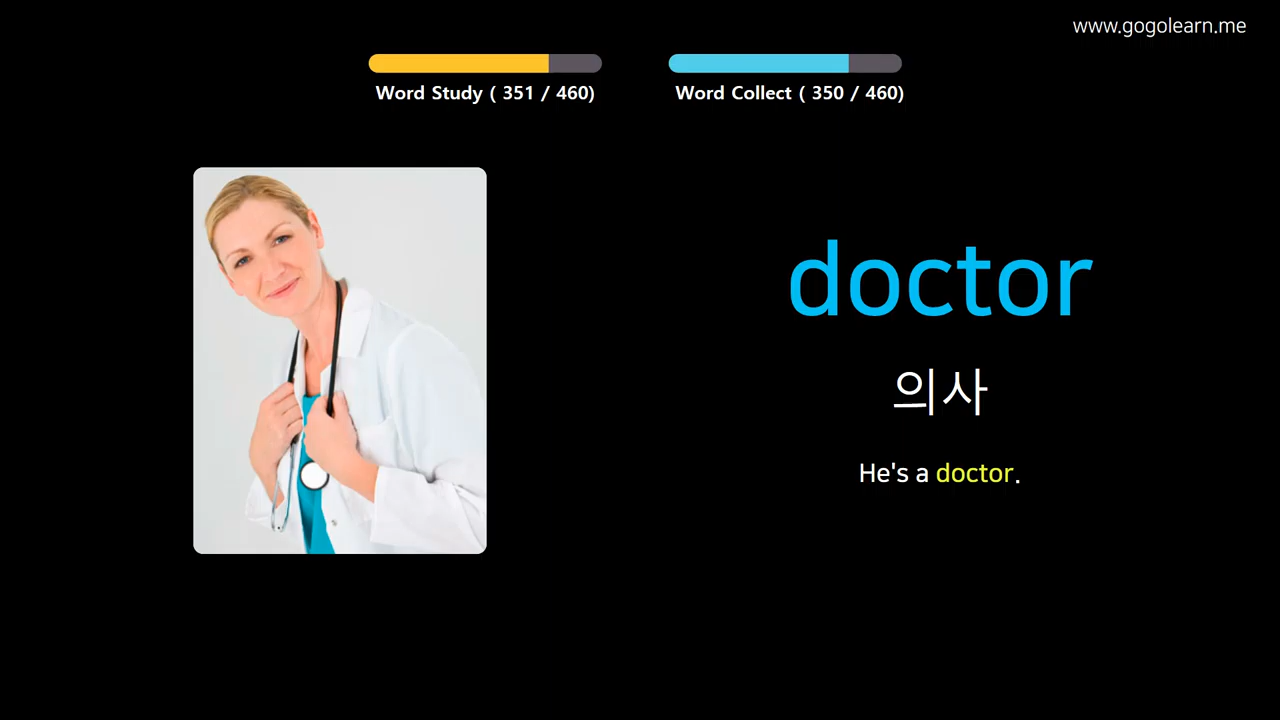 www.gogolearn.me
Word Study ( 351 / 460)
Word Collect ( 350 / 460)
doctor
의사
He's a doctor.